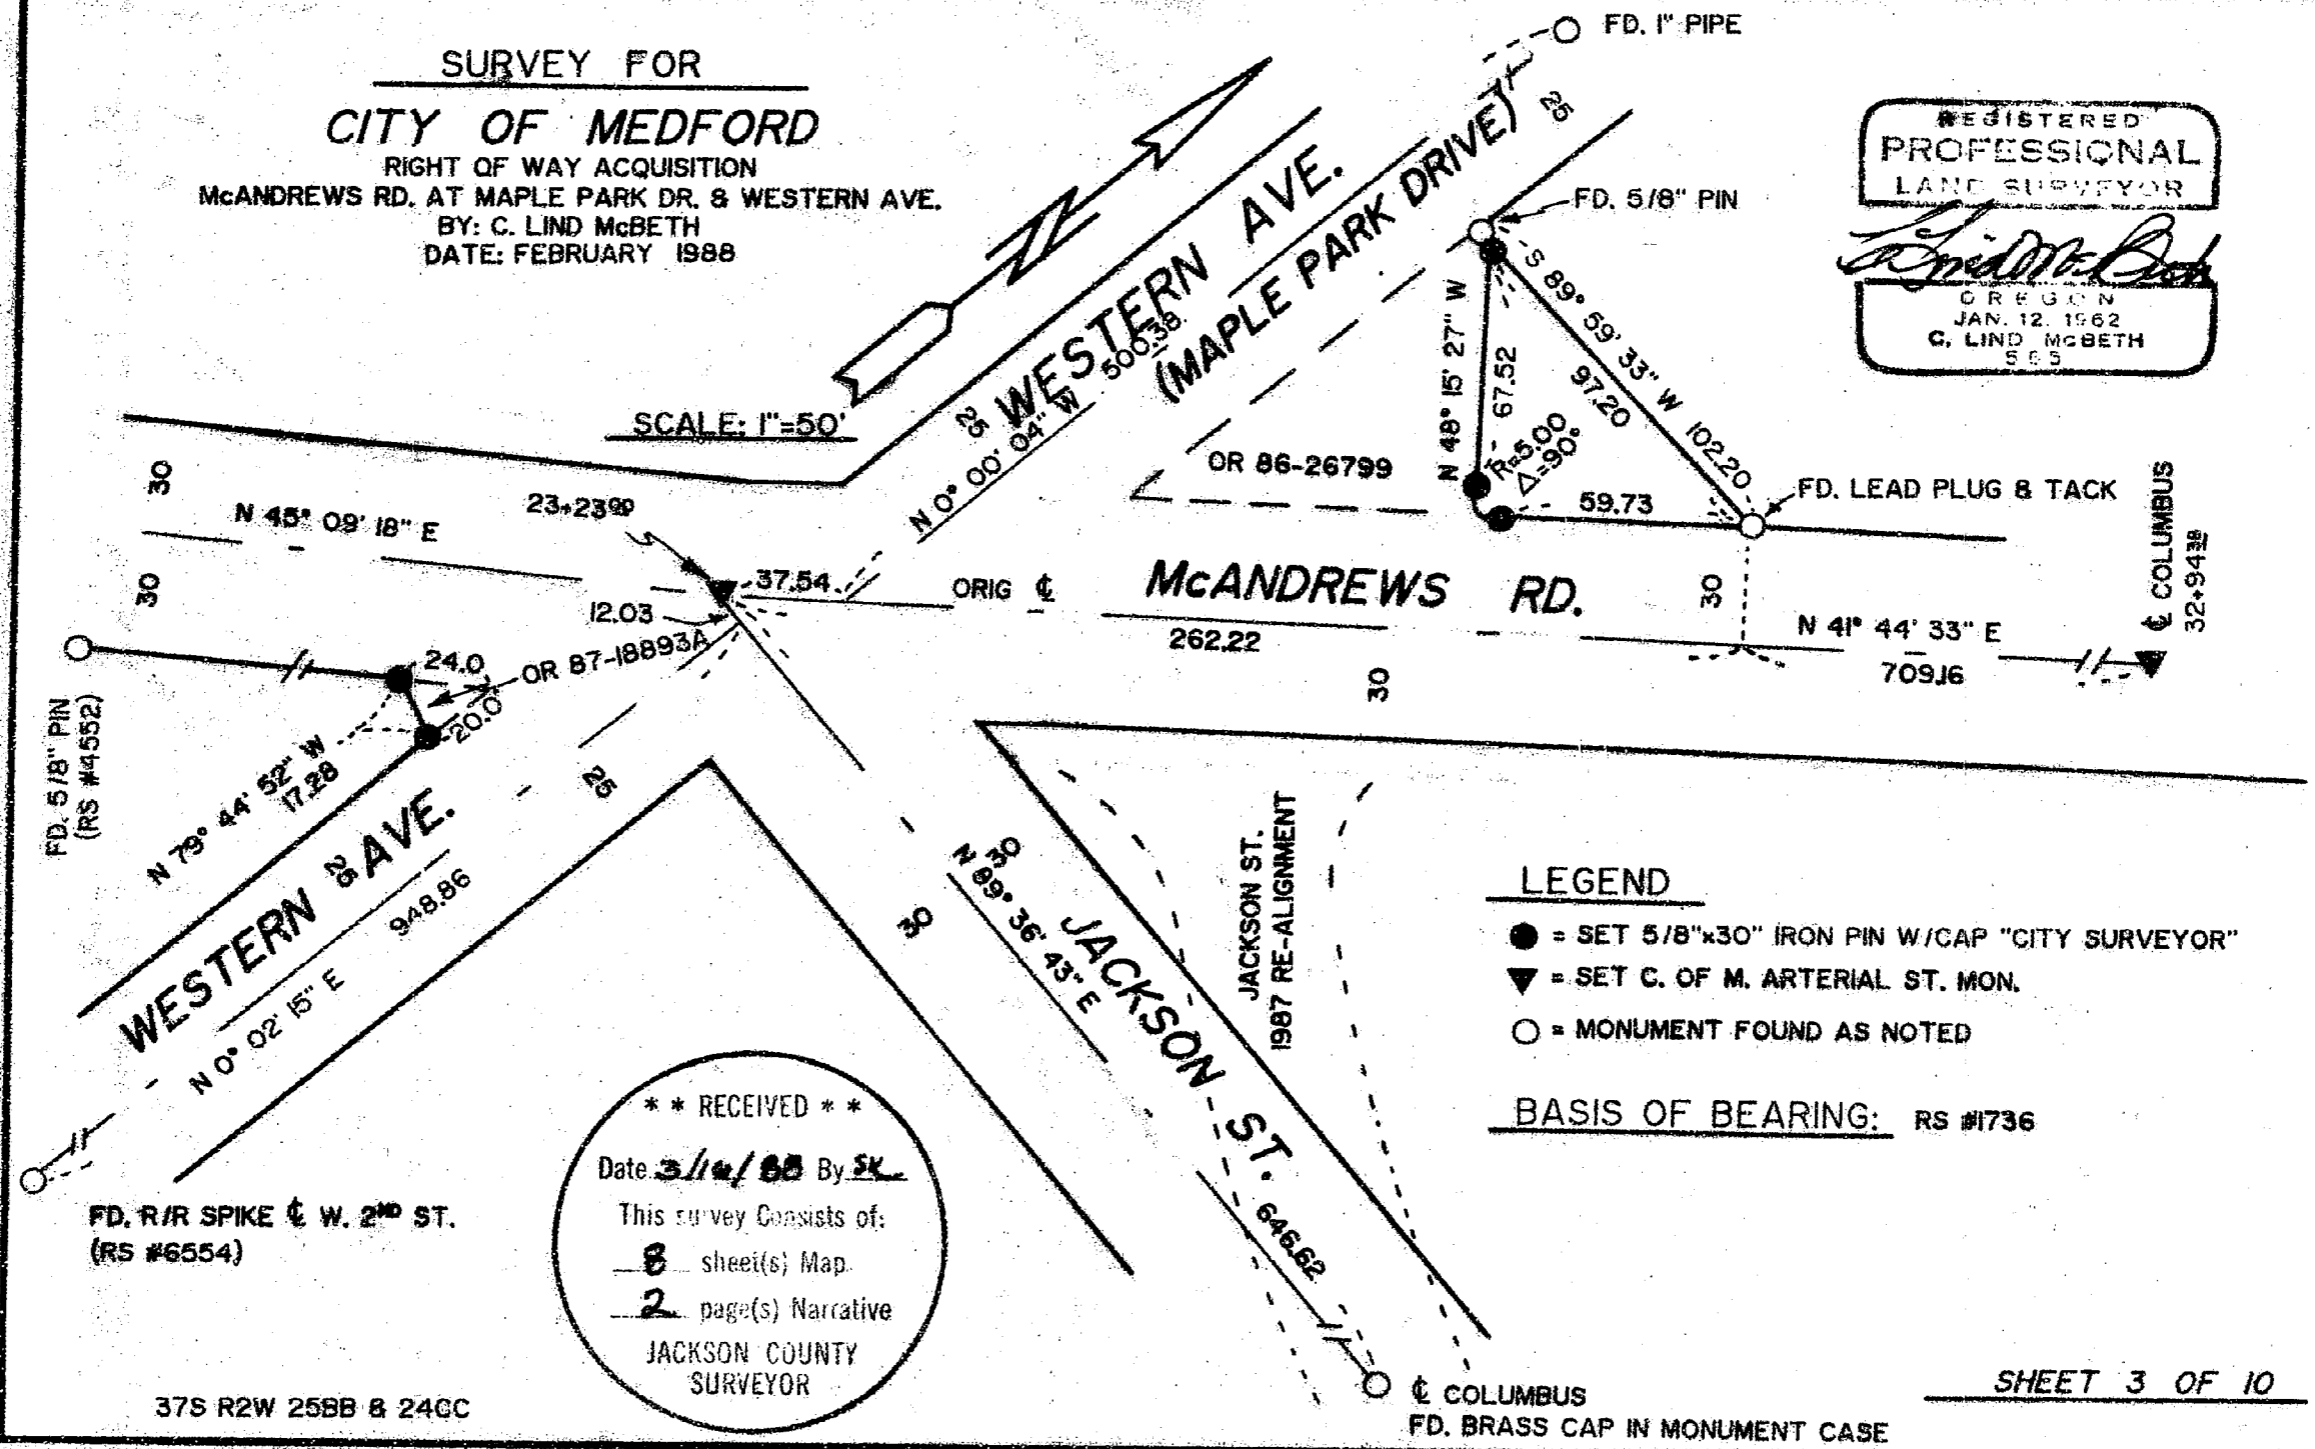 SURVEY FOR
CITY OF MEDFORD
RIGHT OF WAY ACQUISITION
McANDREWS RD. AT MAPLE PARK DR. & WESTERN AVE.
BY: C. LIND McBETH
DATE: FEBRUARY 1988
FD. 1" PIPE
25
FD. 5/8" PIN
REGISTERED
PROFESSIONAL
LAND SURVEYOR
OREGON
JAN. 12, 1962
C. LIND McBETH
565
N
SCALE: 1"=50'
WESTERN AVE.
(MAPLE PARK DRIVE)
25
N 0° 00' 04" W 500.38
N 48° 15' 27" W
67.52
S 89° 59' 33" W 102.20
97.20
R=5.00
Δ=90°
59.73
OR 86-26799
FD. LEAD PLUG & TACK
℄ COLUMBUS
32+94.38
30
N 45° 09' 18" E
30
23+23.00
37.54
12.03
ORIG ℄
McANDREWS RD.
262.22
30
30
N 41° 44' 33" E
709.16
24.0
OR 87-18893A
20.0
FD. 5/8" PIN
(RS #4552)
N 79° 44' 52" W
17.28
25
WESTERN AVE.
25
948.86
N 0° 02' 15" E
FD. R/R SPIKE ℄ W. 2ND ST.
(RS #6554)
30
30
N 89° 36' 43" E
JACKSON ST.
646.62
JACKSON ST.
1987 RE-ALIGNMENT
LEGEND
● = SET 5/8"x30" IRON PIN W/CAP "CITY SURVEYOR"
▼ = SET C. OF M. ARTERIAL ST. MON.
○ = MONUMENT FOUND AS NOTED
BASIS OF BEARING: RS #1736
* * RECEIVED * *
Date 3/16/88 By SK
This survey Consists of:
8 sheet(s) Map
2 page(s) Narrative
JACKSON COUNTY
SURVEYOR
37S R2W 25BB & 24CC
℄ COLUMBUS
FD. BRASS CAP IN MONUMENT CASE
SHEET 3 OF 10